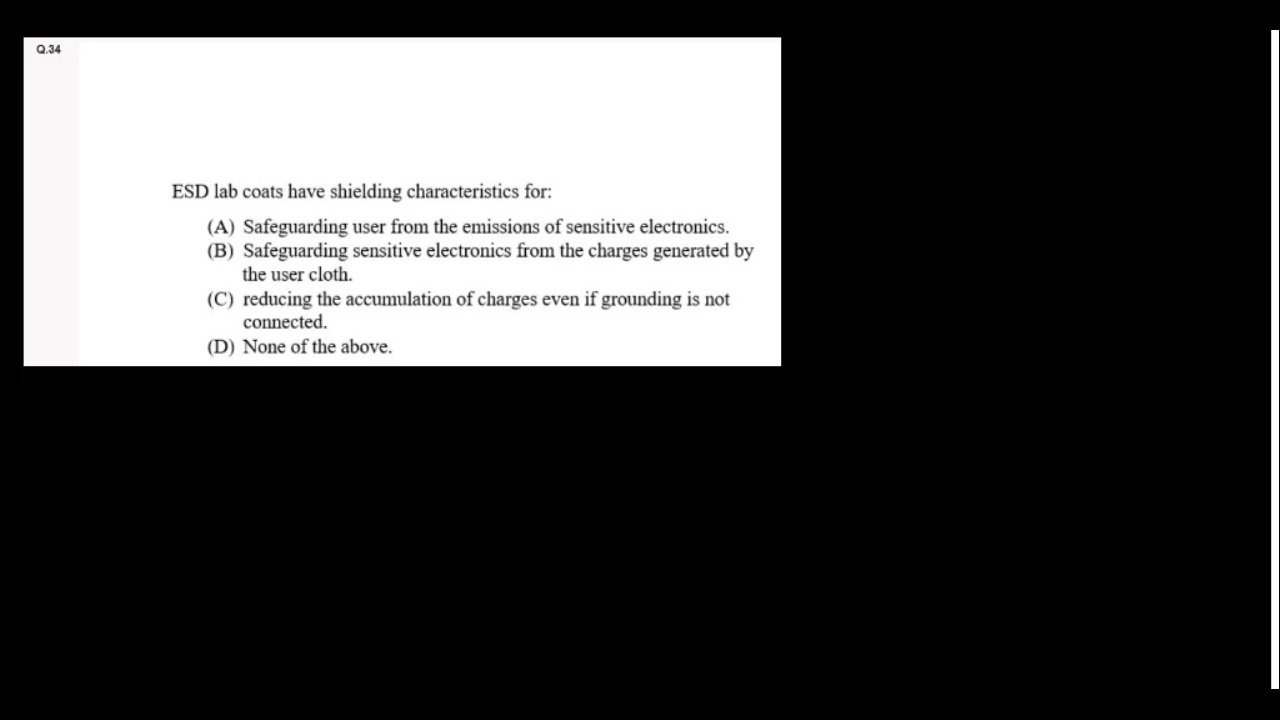 Q.34
ESD lab coats have shielding characteristics for:
(A) Safeguarding user from the emissions of sensitive electronics.
(B) Safeguarding sensitive electronics from the charges generated by
the user cloth.
(C) reducing the accumulation of charges even if grounding is not
connected.
(D) None of the above.